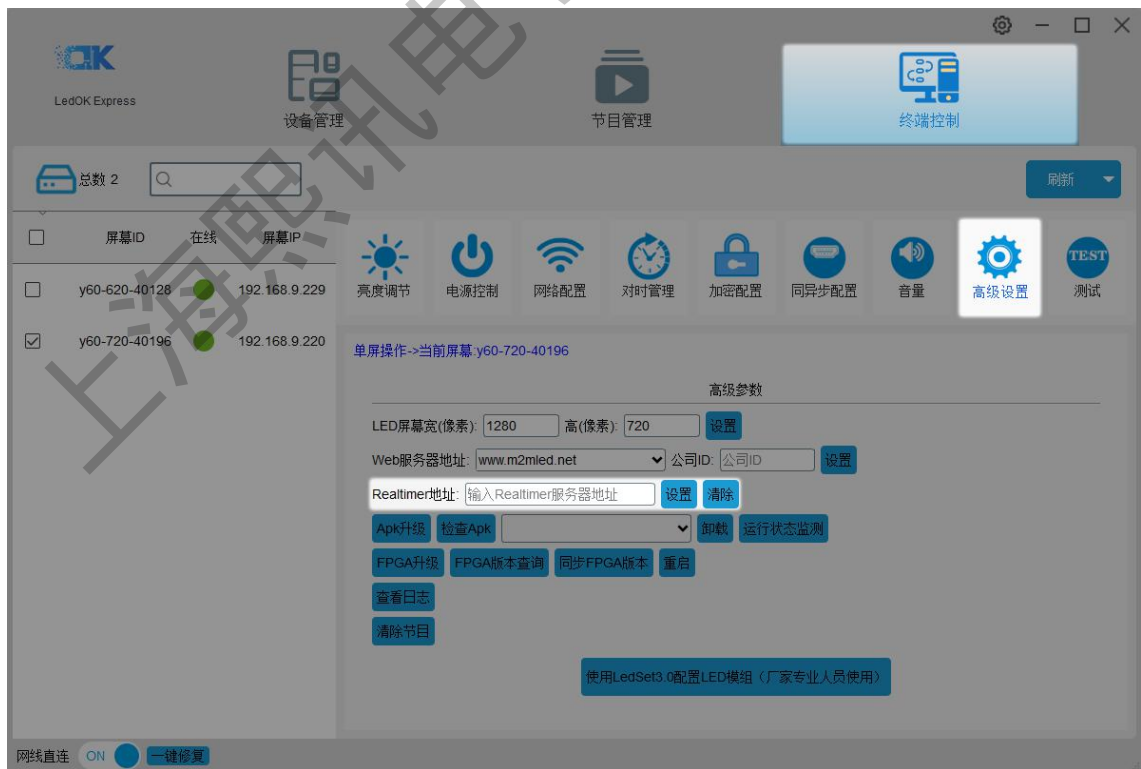 LedOK Express
设备管理
节目管理
终端控制
总数 2
刷新
屏幕ID 在线 屏幕IP
y60-620-40128 192.168.9.229
y60-720-40196 192.168.9.220
亮度调节 电源控制 网络配置 对时管理 加密配置 同异步配置 音量 高级设置 TEST 测试
单屏操作->当前屏幕:y60-720-40196
高级参数
LED屏幕宽(像素): 1280 高(像素): 720 设置
Web服务器地址: www.m2mled.net 公司ID: 公司ID 设置
Realtimer地址: 输入Realtimer服务器地址 设置 清除
Apk升级 检查Apk 卸载 运行状态监测
FPGA升级 FPGA版本查询 同步FPGA版本 重启
查看日志
清除节目
使用LedSet3.0配置LED模组（厂家专业人员使用）
网线直连 ON 一键修复
上海熙讯电